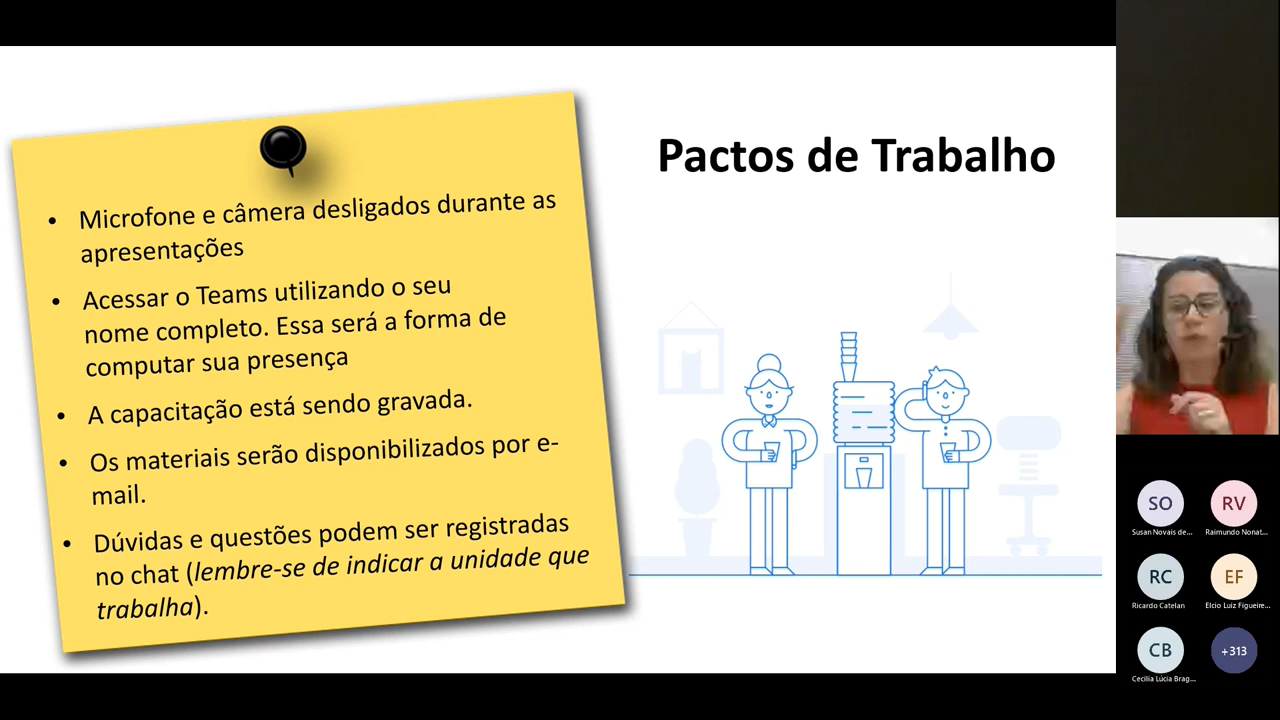 Pactos de Trabalho
• Microfone e câmera desligados durante as
apresentações
• Acessar o Teams utilizando o seu
nome completo. Essa será a forma de
computar sua presença
• A capacitação está sendo gravada.
• Os materiais serão disponibilizados por e-
mail.
• Dúvidas e questões podem ser registradas
no chat (lembre-se de indicar a unidade que
trabalha).
SO
Susan Novais de...
RV
Raimundo Nonat...
RC
Ricardo Catelan
EF
Elcio Luiz Figueire...
CB
Cecilia Lúcia Brag...
+313